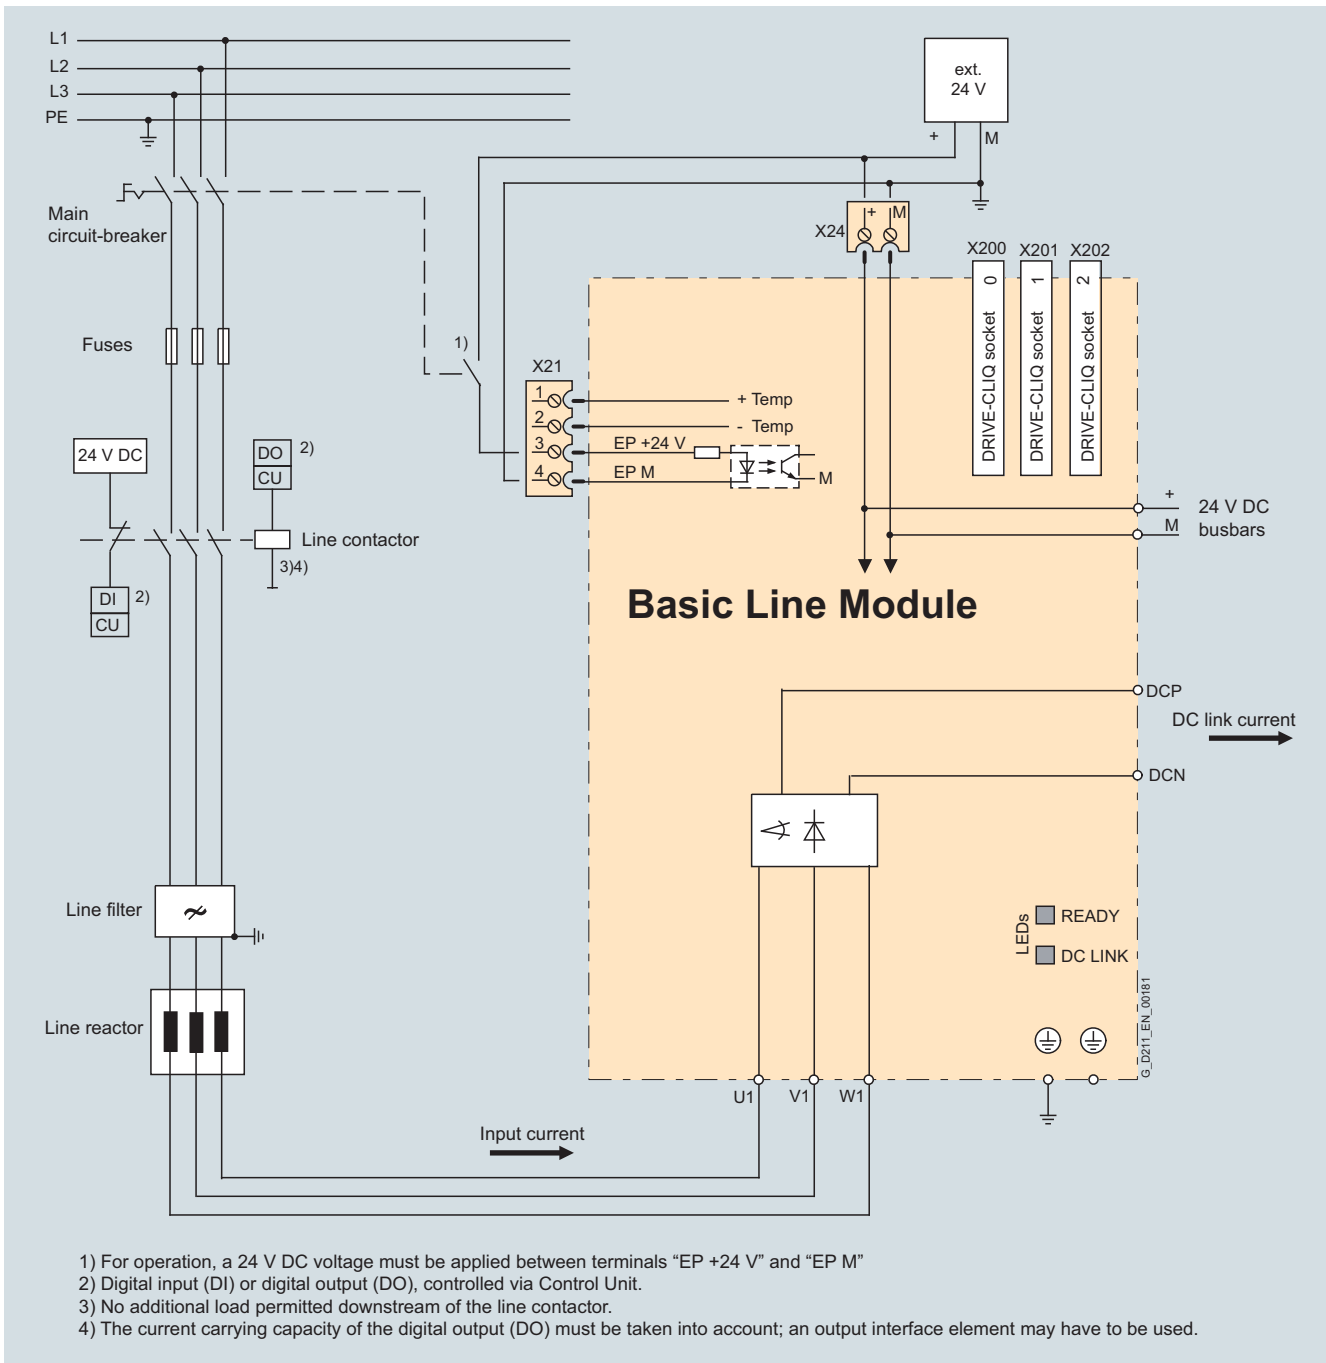 L1
L2
L3
PE
ext.
24 V
+
M
Main
circuit-breaker
+
M
X24
X200
X201
X202
DRIVE-CLIQ socket 0
DRIVE-CLIQ socket 1
DRIVE-CLIQ socket 2
Fuses
1)
X21
1
2
3
4
+ Temp
- Temp
EP +24 V
EP M
M
24 V DC
DO
CU
2)
Line contactor
3)4)
DI
CU
2)
+
M
24 V DC
busbars
Basic Line Module
DCP
DC link current
DCN
Line filter
LEDs
READY
DC LINK
Line reactor
G_D211_EN_00181
U1
V1
W1
Input current
1) For operation, a 24 V DC voltage must be applied between terminals “EP +24 V” and “EP M”
2) Digital input (DI) or digital output (DO), controlled via Control Unit.
3) No additional load permitted downstream of the line contactor.
4) The current carrying capacity of the digital output (DO) must be taken into account; an output interface element may have to be used.